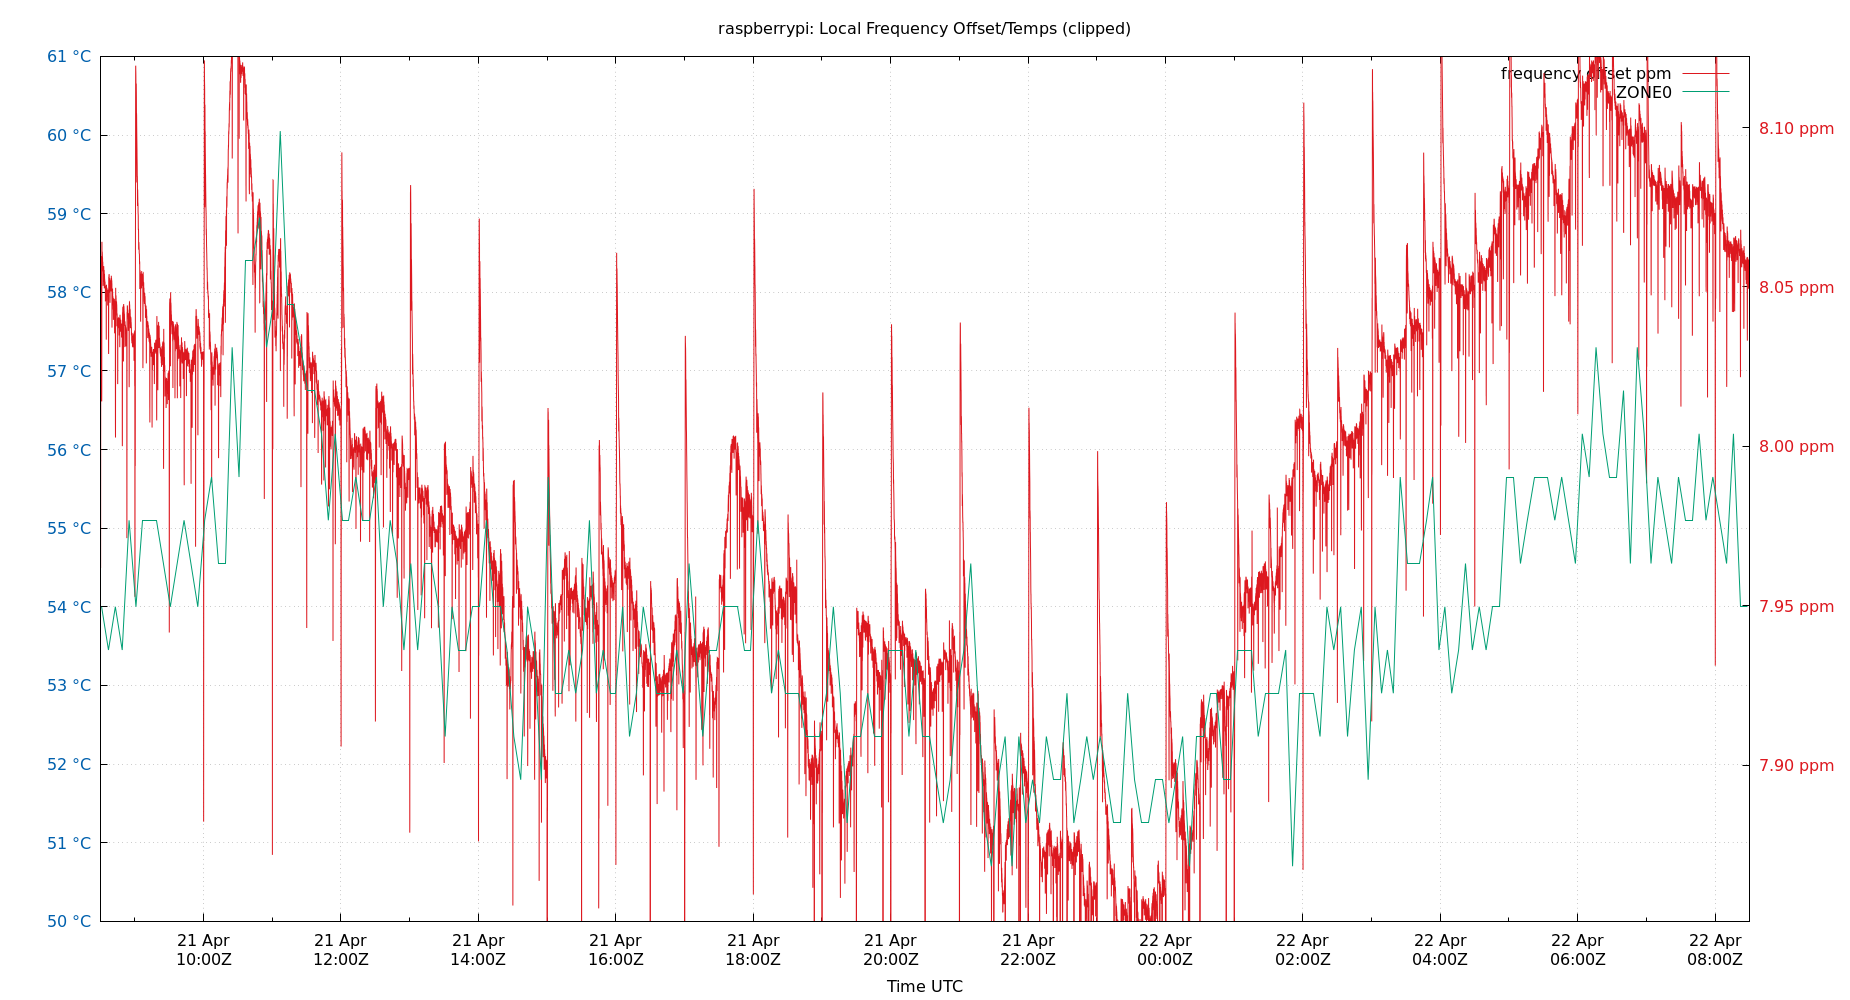 raspberrypi: Local Frequency Offset/Temps (clipped)
frequency offset ppm
ZONE0
61 °C
60 °C
59 °C
58 °C
57 °C
56 °C
55 °C
54 °C
53 °C
52 °C
51 °C
50 °C
8.10 ppm
8.05 ppm
8.00 ppm
7.95 ppm
7.90 ppm
21 Apr 21 Apr 21 Apr 21 Apr 21 Apr 21 Apr 21 Apr 22 Apr 22 Apr 22 Apr 22 Apr 22 Apr
10:00Z 12:00Z 14:00Z 16:00Z 18:00Z 20:00Z 22:00Z 00:00Z 02:00Z 04:00Z 06:00Z 08:00Z
Time UTC